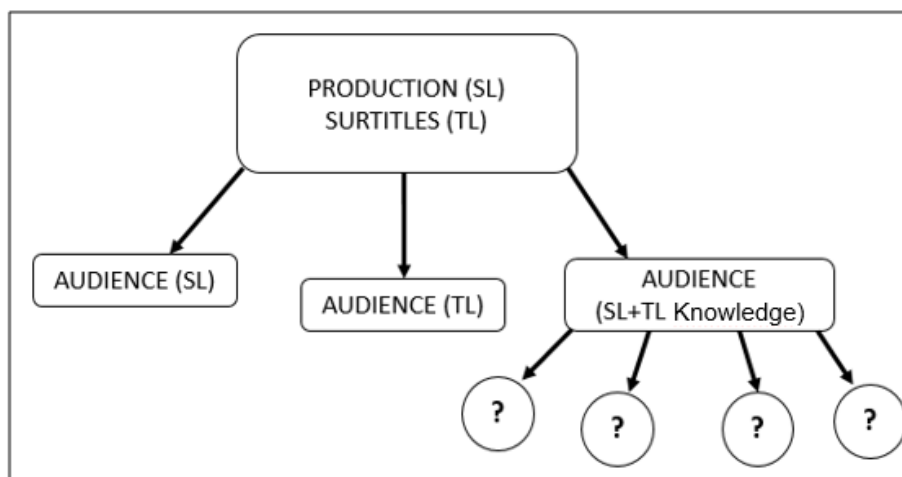 PRODUCTION (SL)
SURTITLES (TL)
AUDIENCE (SL)
AUDIENCE (TL)
AUDIENCE
(SL+TL Knowledge)
?
?
?
?